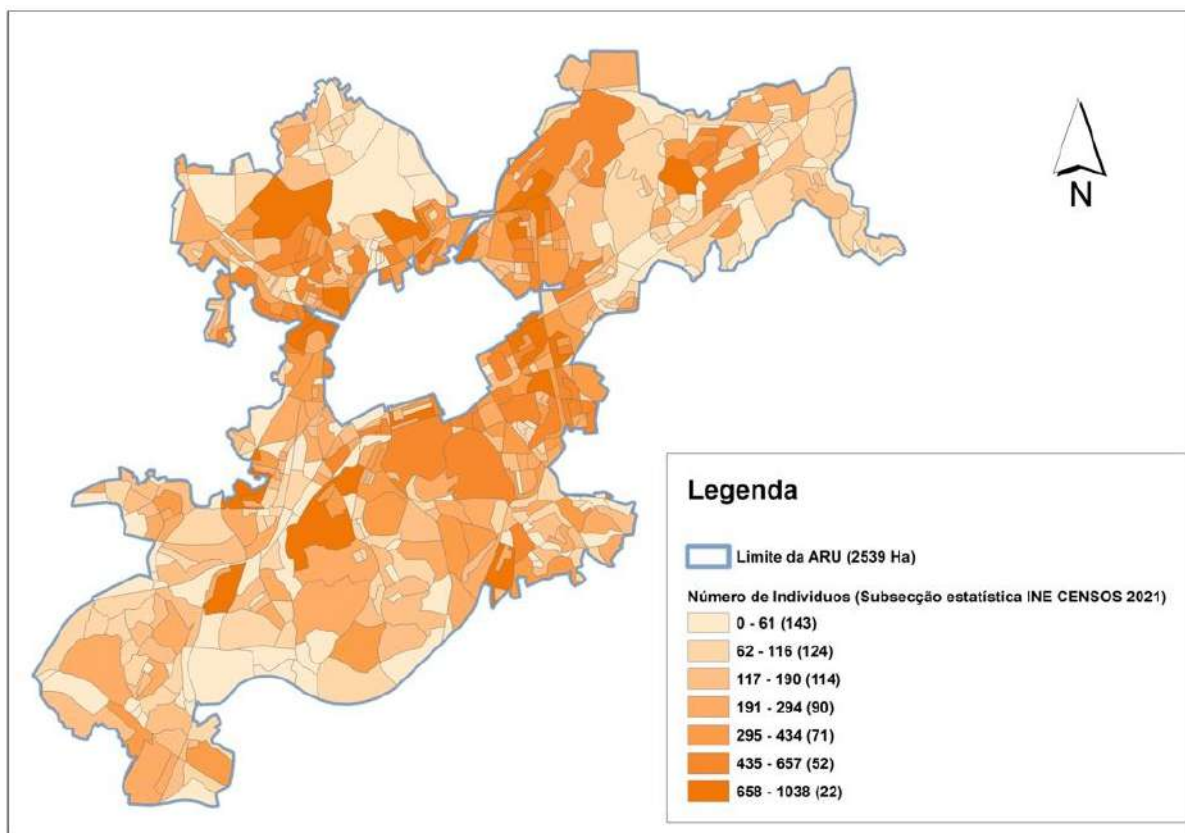 N
Legenda
Limite da ARU (2539 Ha)
Número de Individuos (Subsecção estatística INE CENSOS 2021)
0 - 61 (143)
62 - 116 (124)
117 - 190 (114)
191 - 294 (90)
295 - 434 (71)
435 - 657 (52)
658 - 1038 (22)